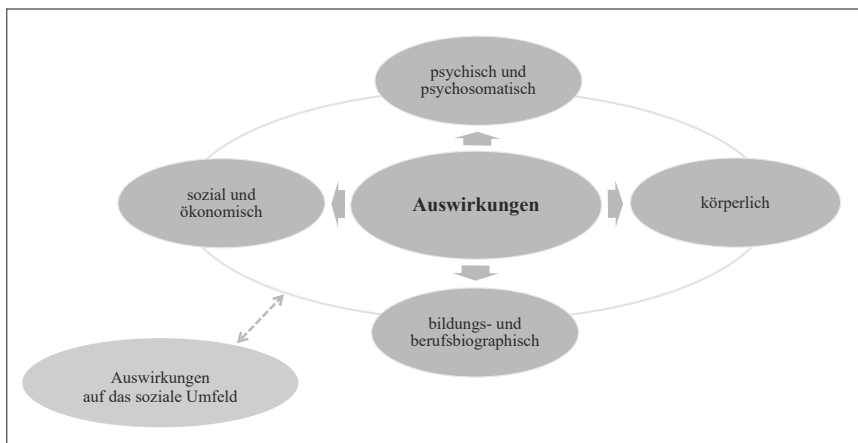 psychisch und
psychosomatisch
sozial und
ökonomisch
Auswirkungen
körperlich
bildungs- und
berufsbiographisch
Auswirkungen
auf das soziale Umfeld